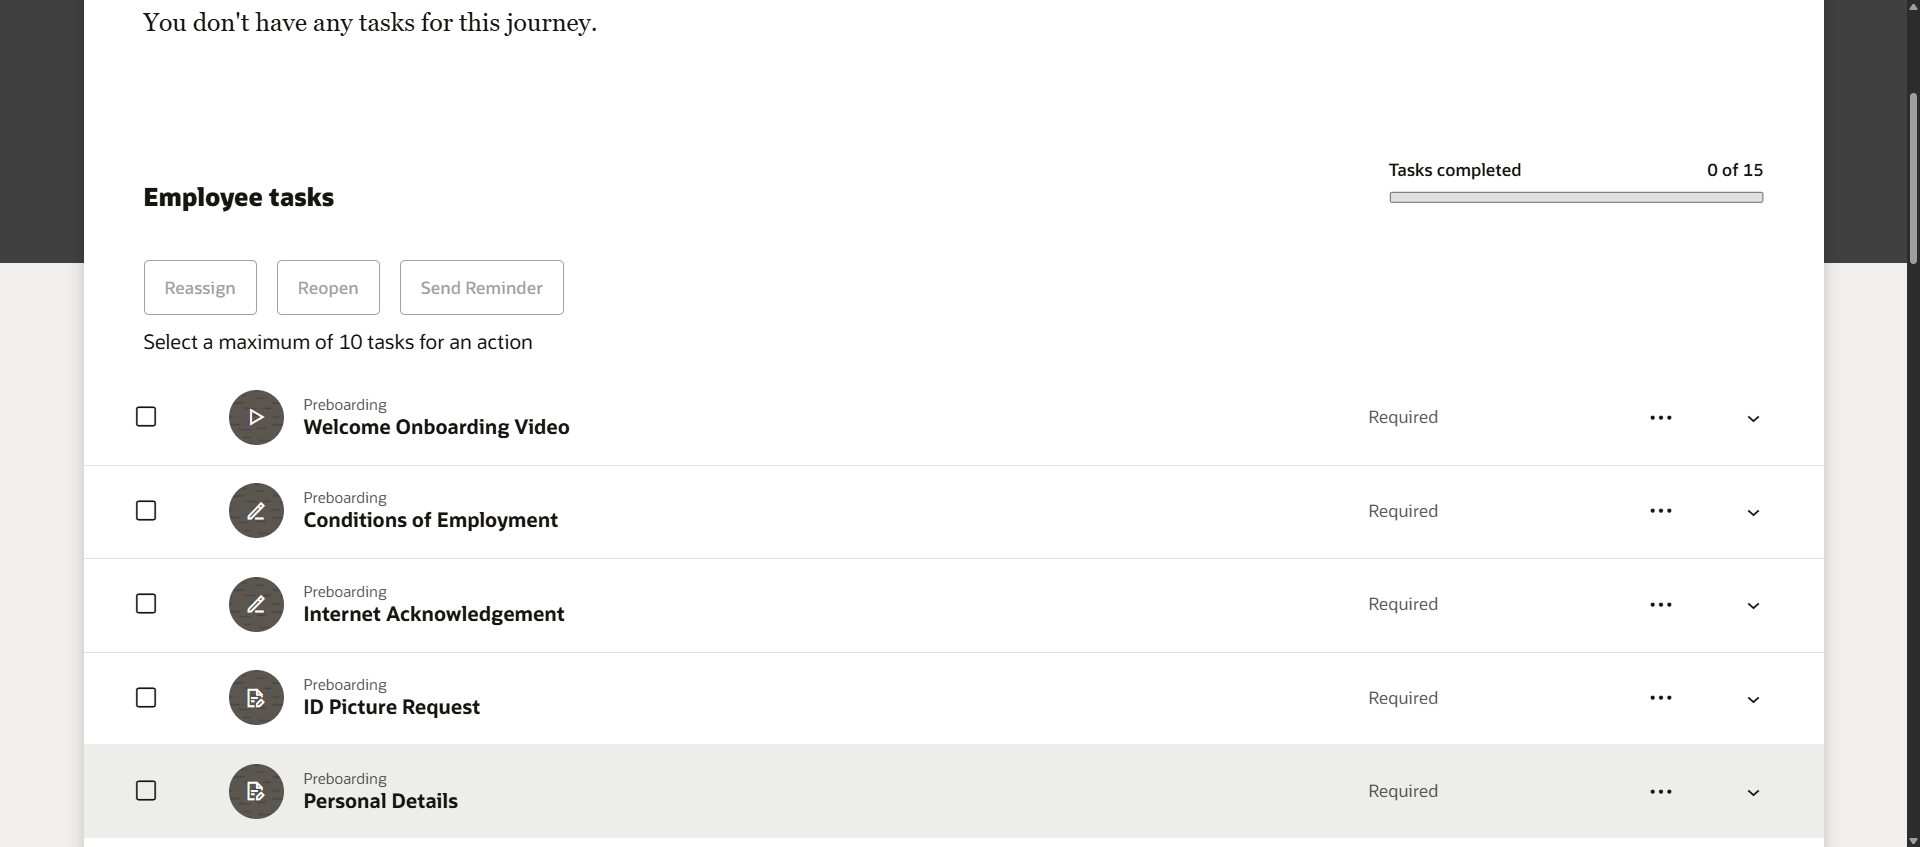 You don't have any tasks for this journey.
Tasks completed 0 of 15
Employee tasks
Reassign Reopen Send Reminder
Select a maximum of 10 tasks for an action
Preboarding
Welcome Onboarding Video
Required
Preboarding
Conditions of Employment
Required
Preboarding
Internet Acknowledgement
Required
Preboarding
ID Picture Request
Required
Preboarding
Personal Details
Required